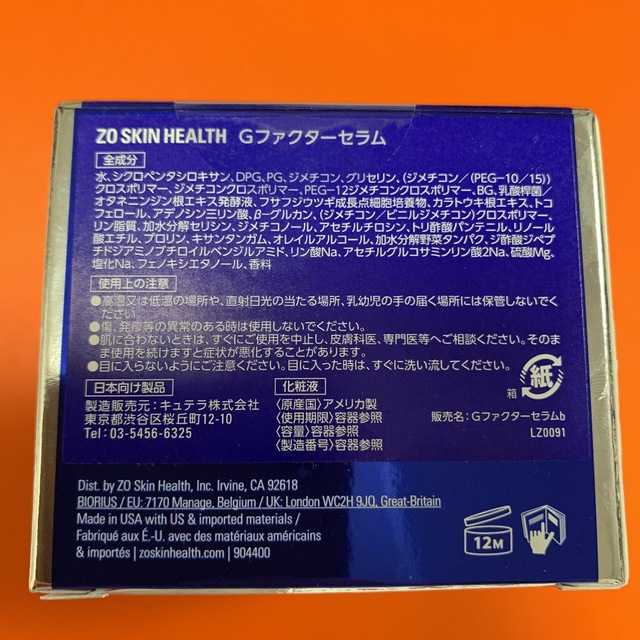 ZO SKIN HEALTH Gファクターセラム
全成分
水、シクロペンタシロキサン、DPG、PG、ジメチコン、グリセリン、(ジメチコン/(PEG-10/15))
クロスポリマー、ジメチコンクロスポリマー、PEG-12ジメチコンクロスポリマー、BG、乳酸桿菌/
オタネニンジン根エキス発酵液、フサフジウツギ成長点細胞培養物、カラトウキ根エキス、トコ
フェロール、アデノシン三リン酸、β-グルカン、(ジメチコン/ビニルジメチコン)クロスポリマー、
リン脂質、加水分解セリシン、ジメチコノール、アセチルチロシン、トリ酢酸パンテニル、リノール
酸エチル、プロリン、キサンタンガム、オレイルアルコール、加水分解野菜タンパク、ジ酢酸ジペプ
チドジアミノブチロイルベンジルアミド、リン酸Na、アセチルグルコサミンリン酸2Na、硫酸Mg、
塩化Na、フェノキシエタノール、香料
使用上の注意
●高温又は低温の場所や、直射日光の当たる場所、乳幼児の手の届く場所には保管しないでく
ださい。
●傷、発疹等の異常のある時は使用しないでください。
●肌に合わないときは、すぐにご使用を中止し、皮膚科医、専門医等へご相談ください。そのま
ま使用を続けますと症状が悪化することがあります。
●目に入らないようにご注意ください。目に入った時は、すぐに洗い流してください。
紙
箱
日本向け製品
製造販売元：キュテラ株式会社
東京都渋谷区桜丘町12-10
Tel：03-5456-6325
化粧液
〈原産国〉アメリカ製
〈使用期限〉容器参照
〈容量〉容器参照
〈製造番号〉容器参照
販売名：Gファクターセラムb
LZ0091
Dist. by ZO Skin Health, Inc. Irvine, CA 92618
BIORIUS / EU: 7170 Manage, Belgium / UK: London WC2H 9JQ, Great-Britain
Made in USA with US & imported materials /
Fabriqué aux É.-U. avec des matériaux américains
& importés | zoskinhealth.com | 904400
12M